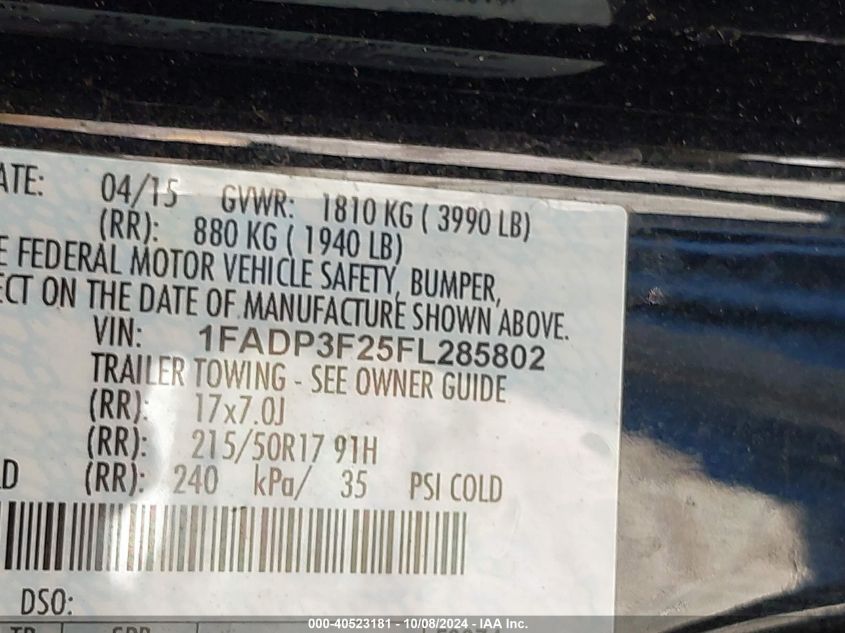 ATE: 04/15 GVWR: 1810 KG ( 3990 LB)
(RR): 880 KG ( 1940 LB)
E FEDERAL MOTOR VEHICLE SAFETY, BUMPER,
ECT ON THE DATE OF MANUFACTURE SHOWN ABOVE.
VIN: 1FADP3F25FL285802
TRAILER TOWING - SEE OWNER GUIDE
(RR): 17x7.0J
(RR): 215/50R17 91H
D (RR): 240 kPa/ 35 PSI COLD
DSO:
000-40523181 - 10/08/2024 - IAA Inc.